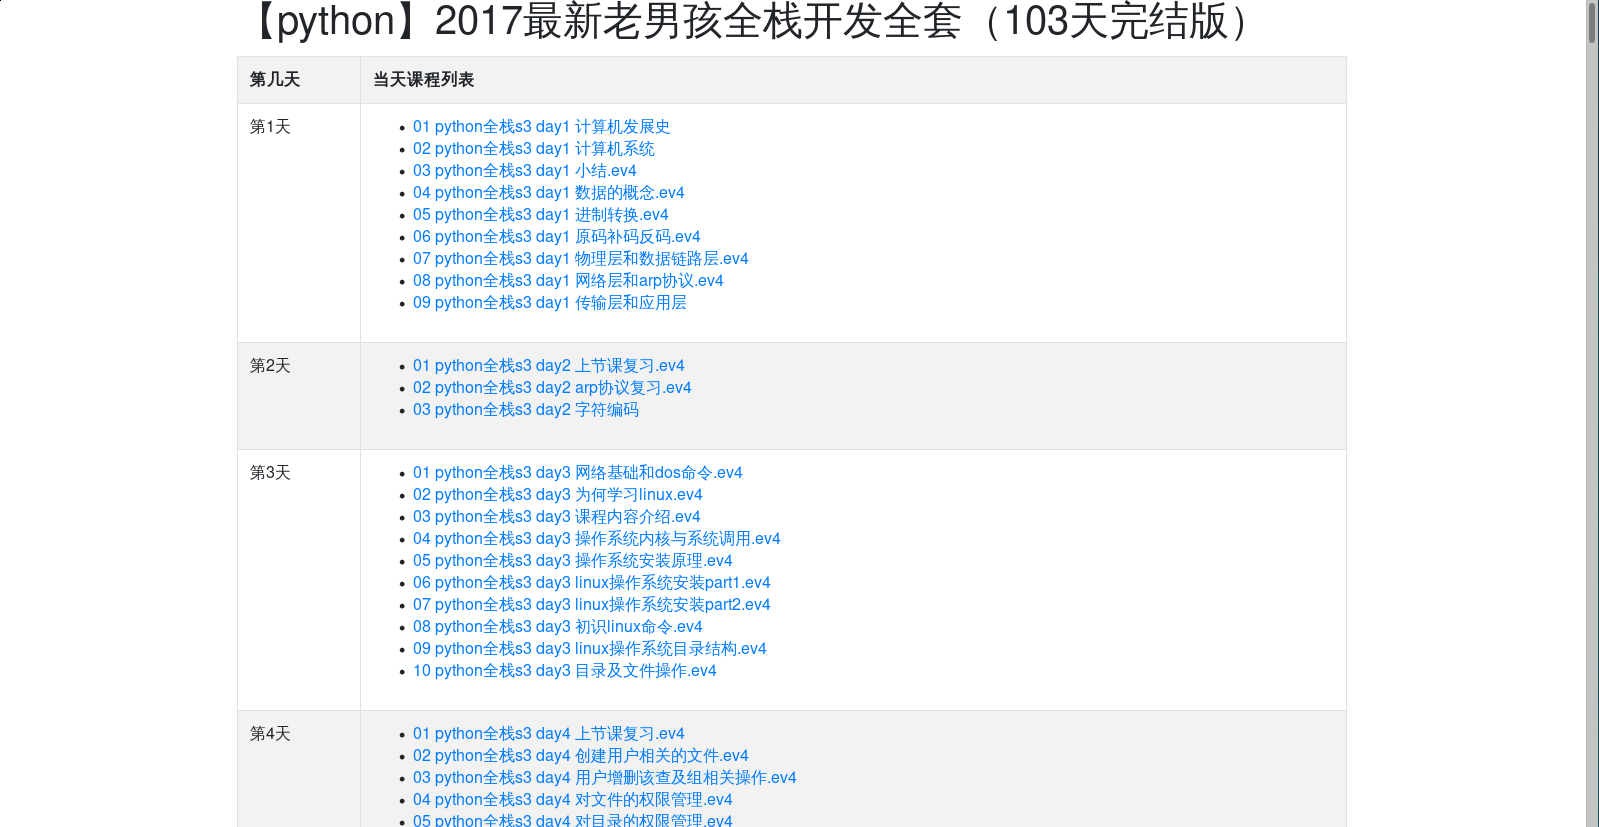 【python】2017最新老男孩全栈开发全套（103天完结版）
第几天 当天课程列表
第1天
01 python全栈s3 day1 计算机发展史
02 python全栈s3 day1 计算机系统
03 python全栈s3 day1 小结.ev4
04 python全栈s3 day1 数据的概念.ev4
05 python全栈s3 day1 进制转换.ev4
06 python全栈s3 day1 原码补码反码.ev4
07 python全栈s3 day1 物理层和数据链路层.ev4
08 python全栈s3 day1 网络层和arp协议.ev4
09 python全栈s3 day1 传输层和应用层
第2天
01 python全栈s3 day2 上节课复习.ev4
02 python全栈s3 day2 arp协议复习.ev4
03 python全栈s3 day2 字符编码
第3天
01 python全栈s3 day3 网络基础和dos命令.ev4
02 python全栈s3 day3 为何学习linux.ev4
03 python全栈s3 day3 课程内容介绍.ev4
04 python全栈s3 day3 操作系统内核与系统调用.ev4
05 python全栈s3 day3 操作系统安装原理.ev4
06 python全栈s3 day3 linux操作系统安装part1.ev4
07 python全栈s3 day3 linux操作系统安装part2.ev4
08 python全栈s3 day3 初识linux命令.ev4
09 python全栈s3 day3 linux操作系统目录结构.ev4
10 python全栈s3 day3 目录及文件操作.ev4
第4天
01 python全栈s3 day4 上节课复习.ev4
02 python全栈s3 day4 创建用户相关的文件.ev4
03 python全栈s3 day4 用户增删该查及组相关操作.ev4
04 python全栈s3 day4 对文件的权限管理.ev4
05 python全栈s3 day4 对目录的权限管理.ev4